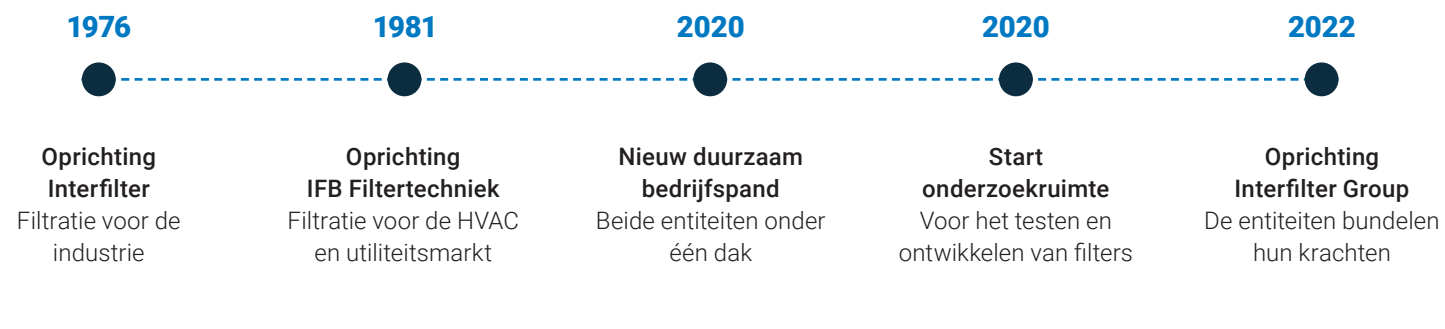 1976
Oprichting
Interfilter
Filtratie voor de
industrie
1981
Oprichting
IFB Filtertechniek
Filtratie voor de HVAC
en utiliteitsmarkt
2020
Nieuw duurzaam
bedrijfspand
Beide entiteiten onder
één dak
2020
Start
onderzoekruimte
Voor het testen en
ontwikkelen van filters
2022
Oprichting
Interfilter Group
De entiteiten bundelen
hun krachten